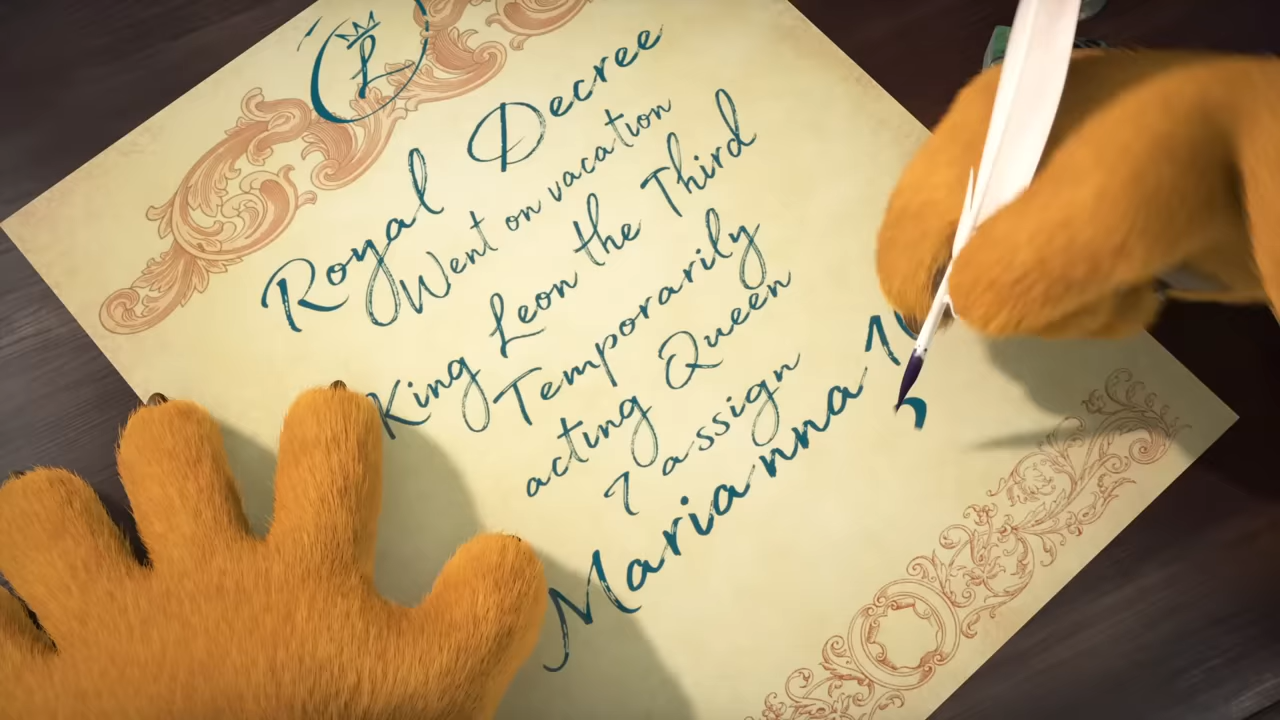 L
Royal Decree
Went on vacation
King Leon the Third
Temporarily
acting Queen
I assign
Marianna